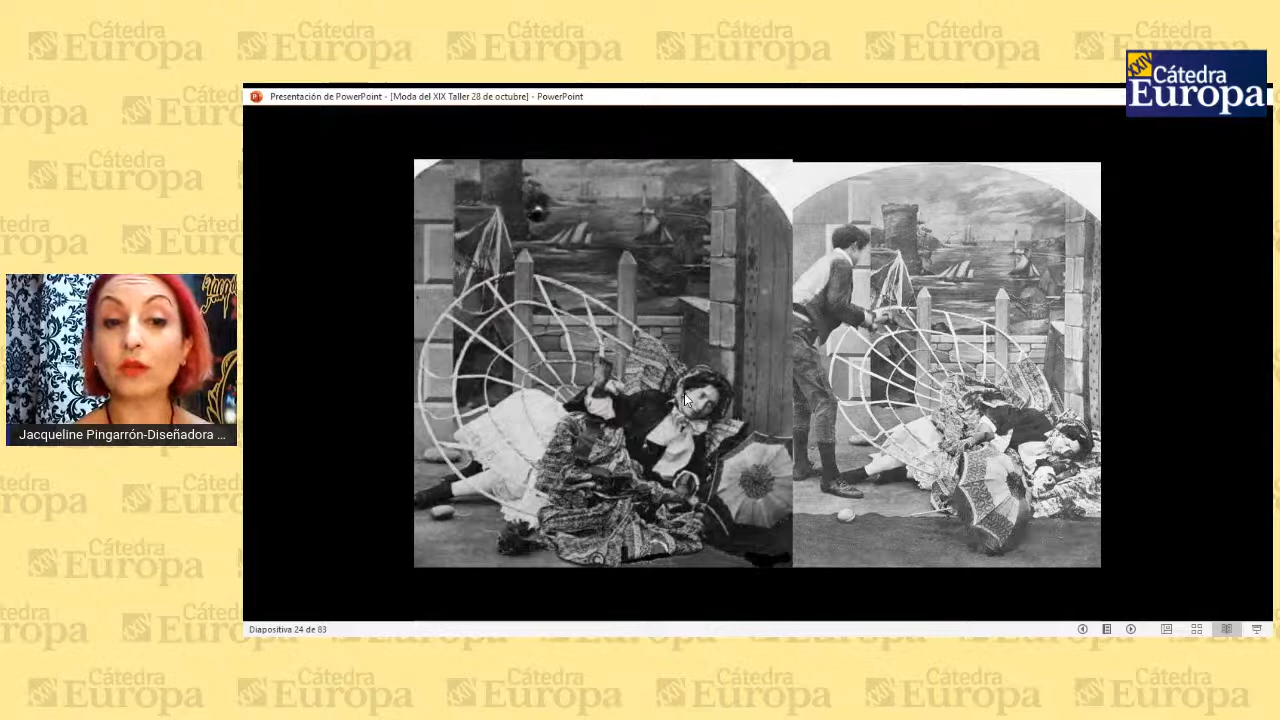 XXIV Cátedra
Europa
Presentación de PowerPoint - [Moda del XIX Taller 28 de octubre] - PowerPoint
Jacqueline Pingarrón-Diseñadora ...
Diapositiva 24 de 83